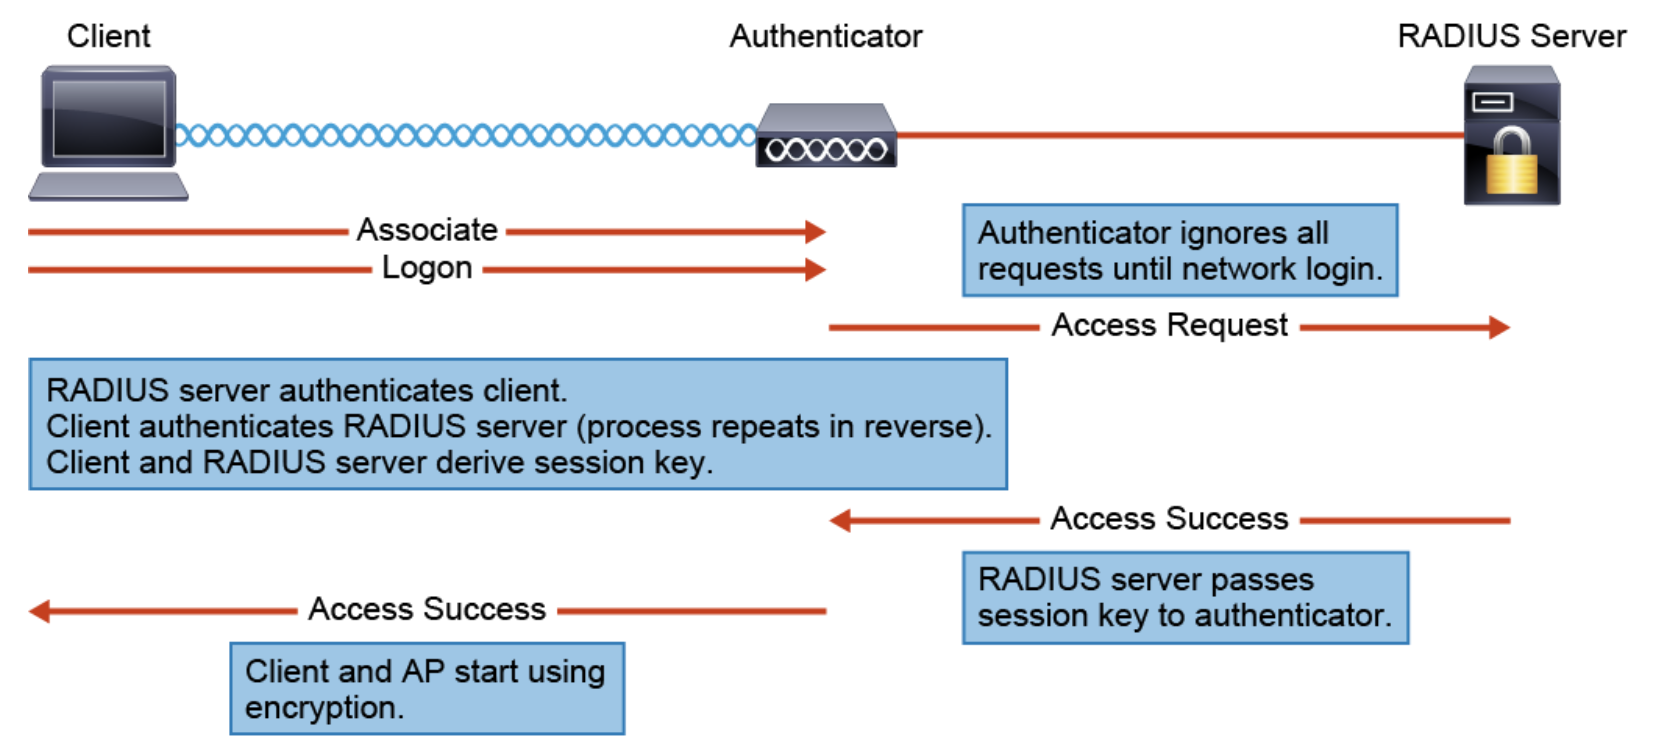 Client
Authenticator
RADIUS Server
Associate
Logon
Authenticator ignores all
requests until network login.
Access Request
RADIUS server authenticates client.
Client authenticates RADIUS server (process repeats in reverse).
Client and RADIUS server derive session key.
Access Success
RADIUS server passes
session key to authenticator.
Access Success
Client and AP start using
encryption.